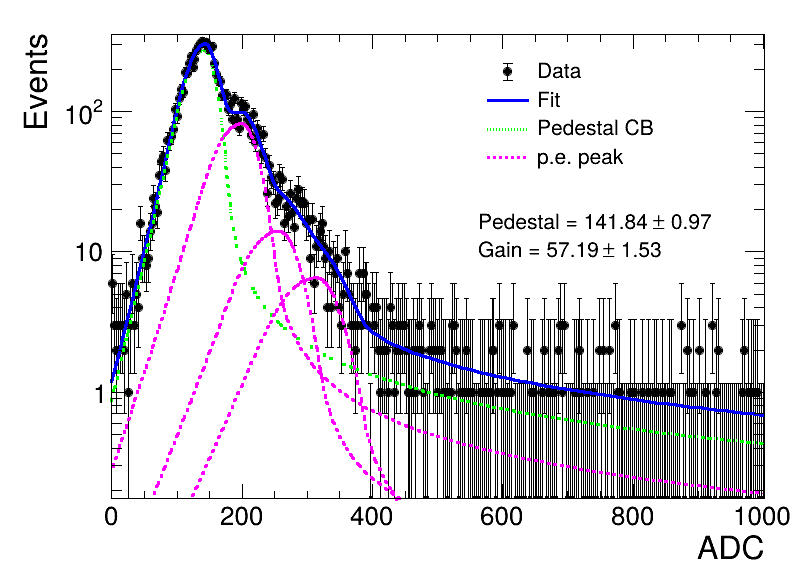 Events
10²
10
1
Data
Fit
Pedestal CB
p.e. peak
Pedestal = 141.84 ± 0.97
Gain = 57.19 ± 1.53
0 200 400 600 800 1000
ADC